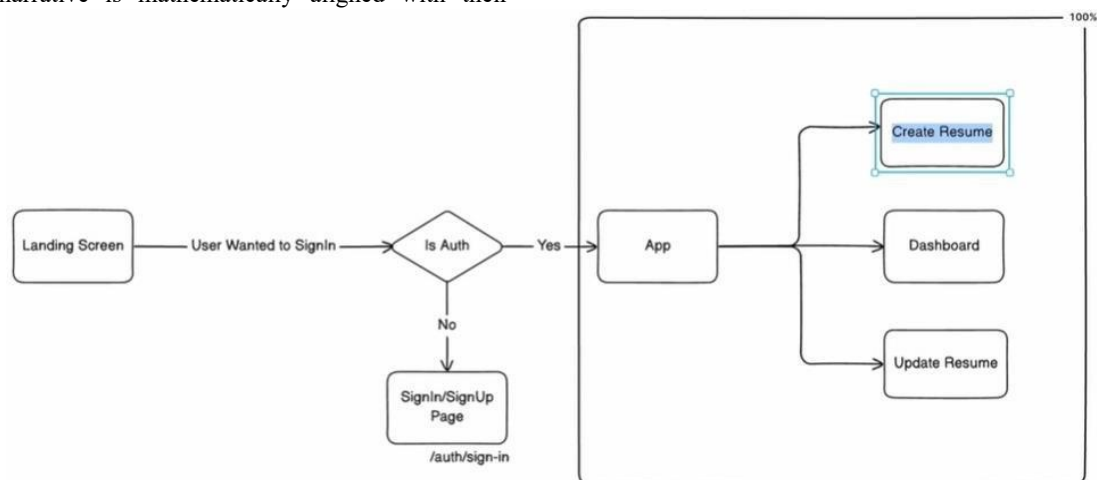 narrative is mathematically aligned with
100%
Create Resume
Landing Screen
User Wanted to SignIn
Is Auth
Yes
App
Dashboard
No
Update Resume
SignIn/SignUp
Page
/auth/sign-in